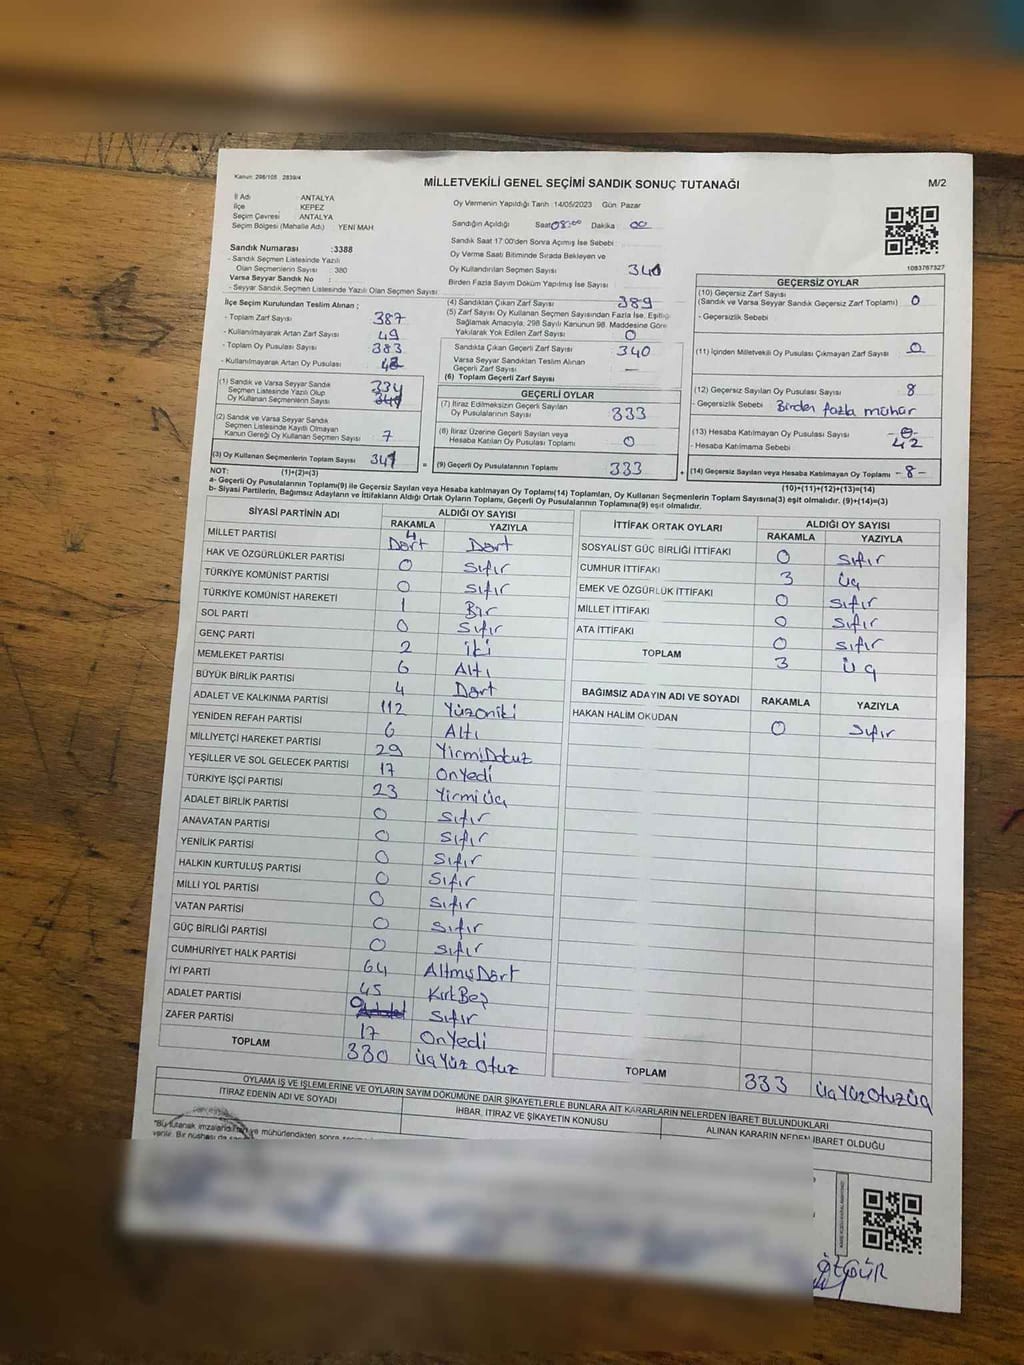 Kanun: 298/105 2839/4
MİLLETVEKİLİ GENEL SEÇİMİ SANDIK SONUÇ TUTANAĞI
M/2
İl Adı : ANTALYA
İlçe : KEPEZ
Seçim Çevresi : ANTALYA
Seçim Bölgesi (Mahalle Adı) : YENİ MAH
Sandık Numarası :3388
- Sandık Seçmen Listesinde Yazılı
Olan Seçmenlerin Sayısı : 380
Varsa Seyyar Sandık No :
- Seyyar Sandık Seçmen Listesinde Yazılı Olan Seçmen Sayısı
Oy Vermenin Yapıldığı Tarih :14/05/2023 Gün: Pazar
Sandığın Açıldığı Saat 08:00 Dakika : 00
Sandık Saat 17:00'den Sonra Açımış İse Sebebi :
Oy Verme Saati Bitiminde Sırada Bekleyen ve
Oy Kullandırılan Seçmen Sayısı 340
Birden Fazla Sayım Döküm Yapılmış İse Sayısı :
1083787327
İlçe Seçim Kurulundan Teslim Alınan ;
- Toplam Zarf Sayısı : 387
- Kullanılmayarak Artan Zarf Sayısı : 49
- Toplam Oy Pusulası Sayısı : 383
- Kullanılmayarak Artan Oy Pusulası :
(1) Sandık ve Varsa Seyyar Sandık
Seçmen Listesinde Yazılı Olup
Oy Kullanan Seçmenlerin Sayısı : 334
(2) Sandık ve Varsa Seyyar Sandık
Seçmen Listesinde Kayıtlı Olmayan
Kanun Gereği Oy Kullanan Seçmen Sayısı : 7
(3) Oy Kullanan Seçmenlerin Toplam Sayısı : 341
(1)+(2)=(3)
(4) Sandıktan Çıkan Zarf Sayısı : 389
(5) Zarf Sayısı Oy Kullanan Seçmen Sayısından Fazla İse, Eşitliği
Sağlamak Amacıyla, 298 Sayılı Kanunun 98. Maddesine Göre
Yakılarak Yok Edilen Zarf Sayısı : 0
Sandıkta Çıkan Geçerli Zarf Sayısı : 340
Varsa Seyyar Sandıktan Teslim Alınan
Geçerli Zarf Sayısı : —
(6) Toplam Geçerli Zarf Sayısı
GEÇERLİ OYLAR
(7) İtiraz Edilmeksizin Geçerli Sayılan
Oy Pusulalarının Sayısı : 333
(8) İtiraz Üzerine Geçerli Sayılan veya
Hesaba Katılan Oy Pusulası Toplamı : 0
= (9) Geçerli Oy Pusulalarının Toplamı : 333
GEÇERSİZ OYLAR
(10) Geçersiz Zarf Sayısı
(Sandık ve Varsa Seyyar Sandık Geçersiz Zarf Toplamı) : 0
- Geçersizlik Sebebi :
(11) İçinden Milletvekili Oy Pusulası Çıkmayan Zarf Sayısı : 0
(12) Geçersiz Sayılan Oy Pusulası Sayısı : 8
- Geçersizlik Sebebi : Birden fazla mühür
(13) Hesaba Katılmayan Oy Pusulası Sayısı : -0-
- Hesaba Katılmama Sebebi : 42
+ (14) Geçersiz Sayılan veya Hesaba Katılmayan Oy Toplamı : -8-
(10)+(11)+(12)+(13)=(14)
NOT:
a- Geçerli Oy Pusulalarının Toplamı(9) ile Geçersiz Sayılan veya Hesaba katılmayan Oy Toplamı(14) Toplamları, Oy Kullanan Seçmenlerin Toplam Sayısına(3) eşit olmalıdır. (9)+(14)=(3)
b- Siyasi Partilerin, Bağımsız Adayların ve İttifakların Aldığı Ortak Oyların Toplamı, Geçerli Oy Pusulalarının Toplamına(9) eşit olmalıdır.
SİYASİ PARTİNİN ADI ALDIĞI OY SAYISI
RAKAMLA YAZIYLA
MİLLET PARTİSİ 4 Dört Dört
HAK VE ÖZGÜRLÜKLER PARTİSİ 0 Sıfır
TÜRKİYE KOMÜNİST PARTİSİ 0 Sıfır
TÜRKİYE KOMÜNİST HAREKETİ 1 Bir
SOL PARTİ 0 Sıfır
GENÇ PARTİ 2 iki
MEMLEKET PARTİSİ 6 Altı
BÜYÜK BİRLİK PARTİSİ 4 Dört
ADALET VE KALKINMA PARTİSİ 112 Yüzoniki
YENİDEN REFAH PARTİSİ 6 Altı
MİLLİYETÇİ HAREKET PARTİSİ 29 YirmiDokuz
YEŞİLLER VE SOL GELECEK PARTİSİ 17 OnYedi
TÜRKİYE İŞÇİ PARTİSİ 23 Yirmi üç
ADALET BİRLİK PARTİSİ 0 Sıfır
ANAVATAN PARTİSİ 0 Sıfır
YENİLİK PARTİSİ 0 Sıfır
HALKIN KURTULUŞ PARTİSİ 0 Sıfır
MİLLİ YOL PARTİSİ 0 Sıfır
VATAN PARTİSİ 0 Sıfır
GÜÇ BİRLİĞİ PARTİSİ 0 Sıfır
CUMHURİYET HALK PARTİSİ 64 AltmışDört
İYİ PARTİ 45 KırkBeş
ADALET PARTİSİ 0 Sıfır
ZAFER PARTİSİ 17 OnYedi
TOPLAM 330 üçYüz Otuz
İTTİFAK ORTAK OYLARI ALDIĞI OY SAYISI
RAKAMLA YAZIYLA
SOSYALİST GÜÇ BİRLİĞİ İTTİFAKI 0 Sıfır
CUMHUR İTTİFAKI 3 üç
EMEK VE ÖZGÜRLÜK İTTİFAKI 0 Sıfır
MİLLET İTTİFAKI 0 Sıfır
ATA İTTİFAKI 0 Sıfır
TOPLAM 3 üç
BAĞIMSIZ ADAYIN ADI VE SOYADI RAKAMLA YAZIYLA
HAKAN HALİM OKUDAN 0 Sıfır
TOPLAM 333 üçYüzOtuzüç
OYLAMA İŞ VE İŞLEMLERİNE VE OYLARIN SAYIM DÖKÜMÜNE DAİR ŞİKAYETLERLE BUNLARA AİT KARARLARIN NELERDEN İBARET BULUNDUKLARI
İTİRAZ EDENİN ADI VE SOYADI İHBAR, İTİRAZ VE ŞİKAYETİN KONUSU ALINAN KARARIN NEDEN İBARET OLDUĞU
"Bu tutanak ve mühürlendikten sonra
verilir. Bir nüshası da
ÖZGÜR